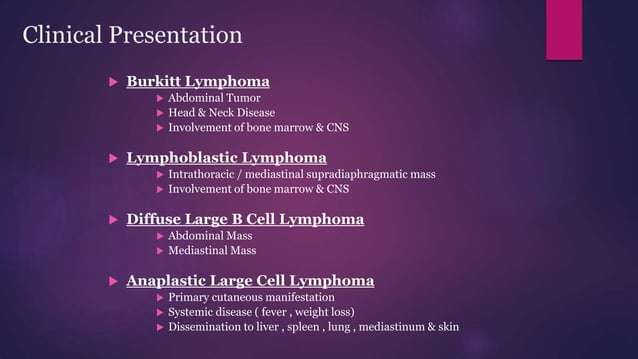 Clinical Presentation
Burkitt Lymphoma
Abdominal Tumor
Head & Neck Disease
Involvement of bone marrow & CNS
Lymphoblastic Lymphoma
Intrathoracic / mediastinal supradiaphragmatic mass
Involvement of bone marrow & CNS
Diffuse Large B Cell Lymphoma
Abdominal Mass
Mediastinal Mass
Anaplastic Large Cell Lymphoma
Primary cutaneous manifestation
Systemic disease ( fever , weight loss)
Dissemination to liver , spleen , lung , mediastinum & skin